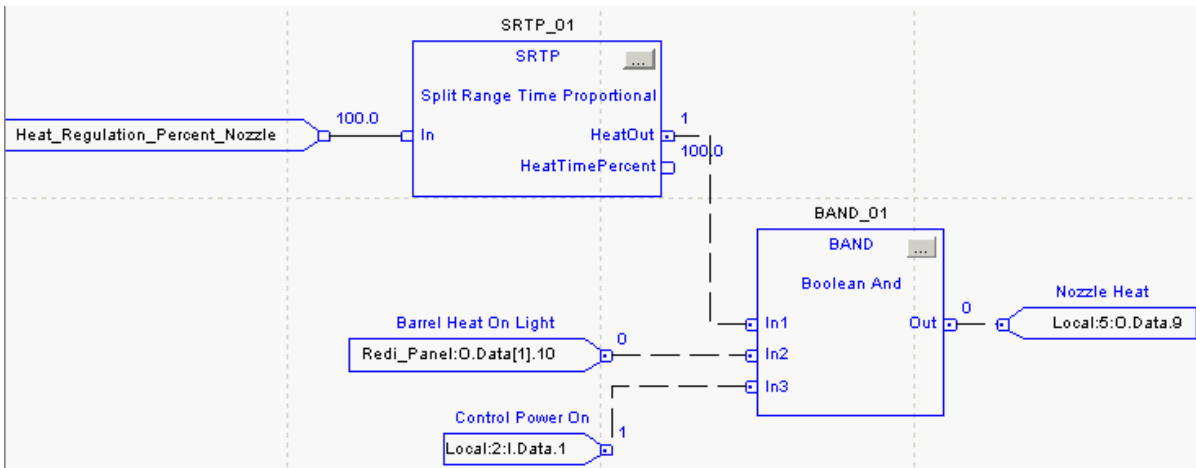 SRTP_01
SRTP
...
Split Range Time Proportional
Heat_Regulation_Percent_Nozzle
100.0
In
HeatOut
1
HeatTimePercent
100.0
BAND_01
BAND
...
Boolean And
Barrel Heat On Light
Redi_Panel:O.Data[1].10
0
In1
In2
In3
Out
0
Nozzle Heat
Local:5:O.Data.9
Control Power On
Local:2:I.Data.1
1